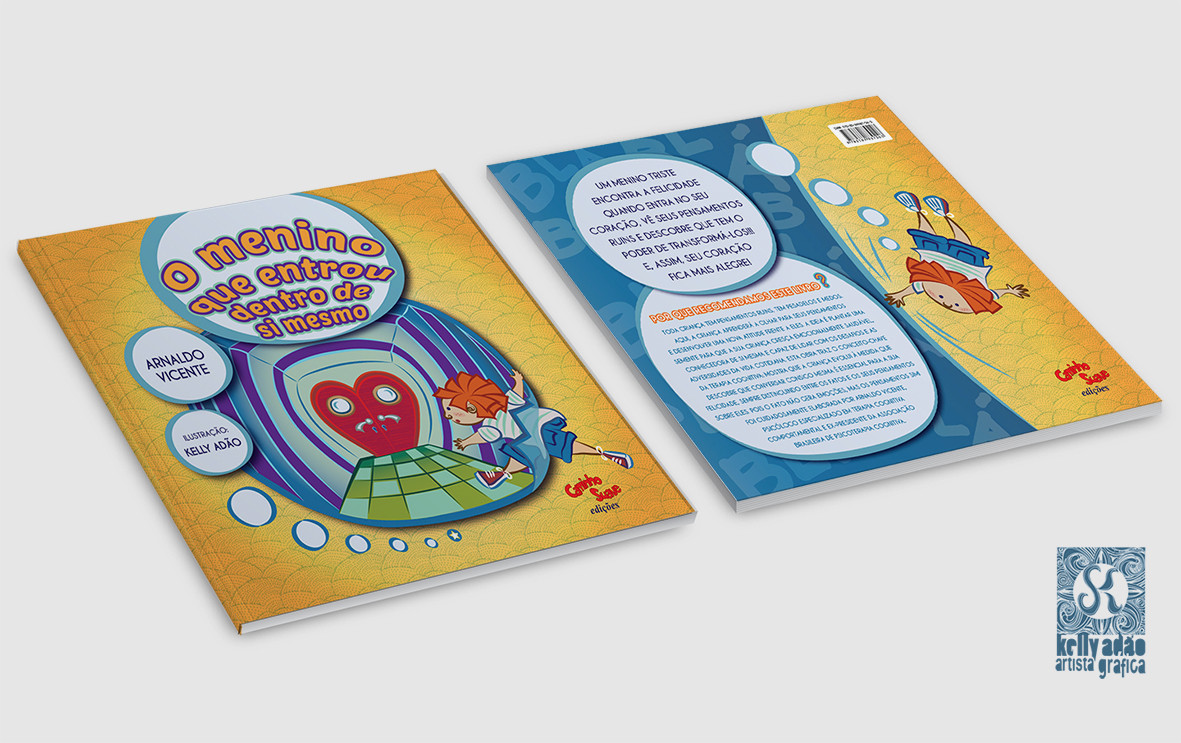 O menino
que entrou
dentro de
si mesmo
ARNALDO
VICENTE
ILUSTRAÇÃO:
KELLY ADÃO
Caminho
Suave
edições
BLÁ BLÁ
UM MENINO TRISTE
ENCONTRA A FELICIDADE
QUANDO ENTRA NO SEU
CORAÇÃO, VÊ SEUS PENSAMENTOS
RUINS E DESCOBRE QUE TEM O
PODER DE TRANSFORMÁ-LOS!!!
E, ASSIM, SEU CORAÇÃO
FICA MAIS ALEGRE!
POR QUE RECOMENDAMOS ESTE LIVRO?
TODA CRIANÇA TEM PENSAMENTOS RUINS, TEM PESADELOS E MEDOS.
AQUI, A CRIANÇA APRENDERÁ A OLHAR PARA SEUS PENSAMENTOS
E DESENVOLVER UMA NOVA ATITUDE FRENTE A ELES. A IDEIA É PLANTAR UMA
SEMENTE PARA QUE A SUA CRIANÇA CRESÇA EMOCIONALMENTE SAUDÁVEL,
CONHECEDORA DE SI MESMA E CAPAZ DE LIDAR COM OS DESAFIOS E AS
ADVERSIDADES DA VIDA COTIDIANA. ESTA OBRA TRAZ O CONCEITO-CHAVE
DA TERAPIA COGNITIVA: MOSTRA QUE A CRIANÇA EVOLUI À MEDIDA QUE
DESCOBRE QUE CONVERSAR CONSIGO MESMA É ESSENCIAL PARA A SUA
FELICIDADE, SEMPRE DISTINGUINDO ENTRE OS FATOS E OS SEUS PENSAMENTOS
SOBRE ELES, POIS O FATO NÃO GERA EMOÇÕES, MAS OS PENSAMENTOS, SIM!
FOI CUIDADOSAMENTE ELABORADA POR ARNALDO VICENTE,
PSICÓLOGO ESPECIALIZADO EM TERAPIA COGNITIVA
COMPORTAMENTAL E EX-PRESIDENTE DA ASSOCIAÇÃO
BRASILEIRA DE PSICOTERAPIA COGNITIVA.
Caminho
Suave
edições
SK
kelly adão
artista gráfica